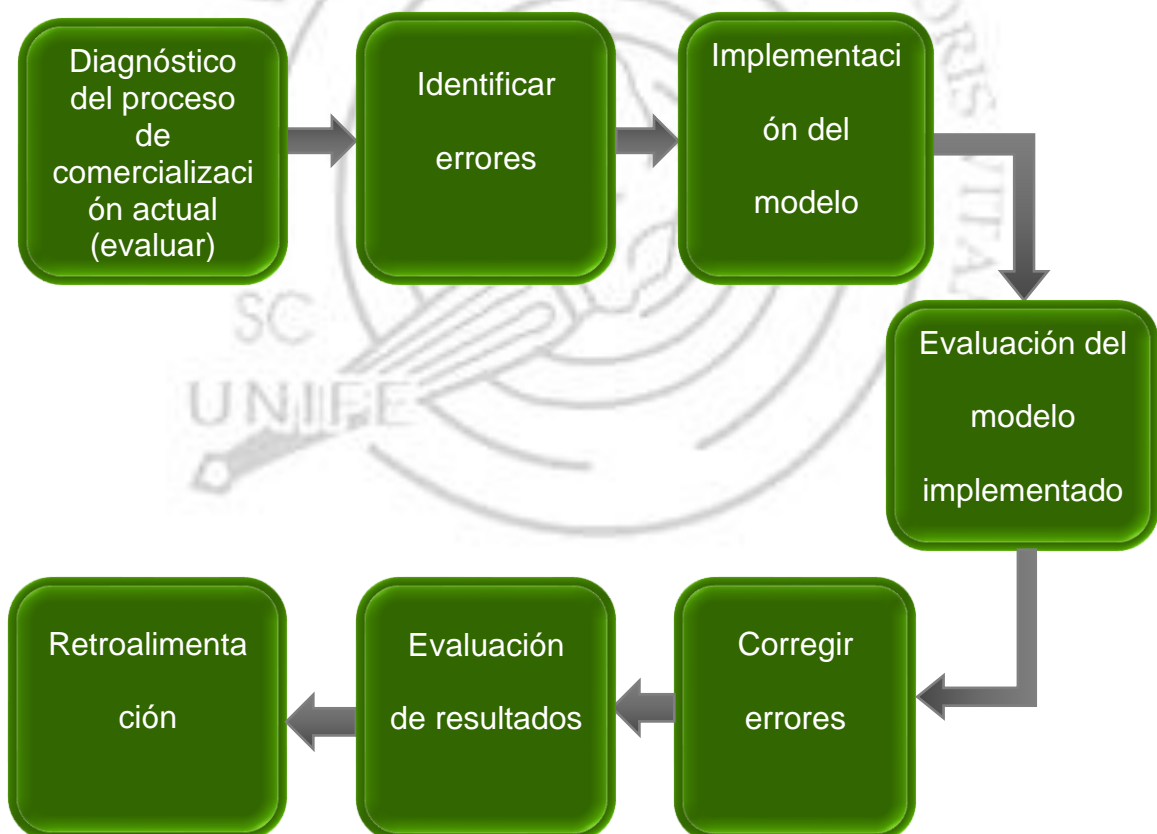 Diagnóstico
del proceso
de
comercializaci
ón actual
(evaluar)
Identificar
errores
Implementaci
ón del
modelo
Evaluación del
modelo
implementado
Corregir
errores
Evaluación
de resultados
Retroalimenta
ción
SC
UNIFE